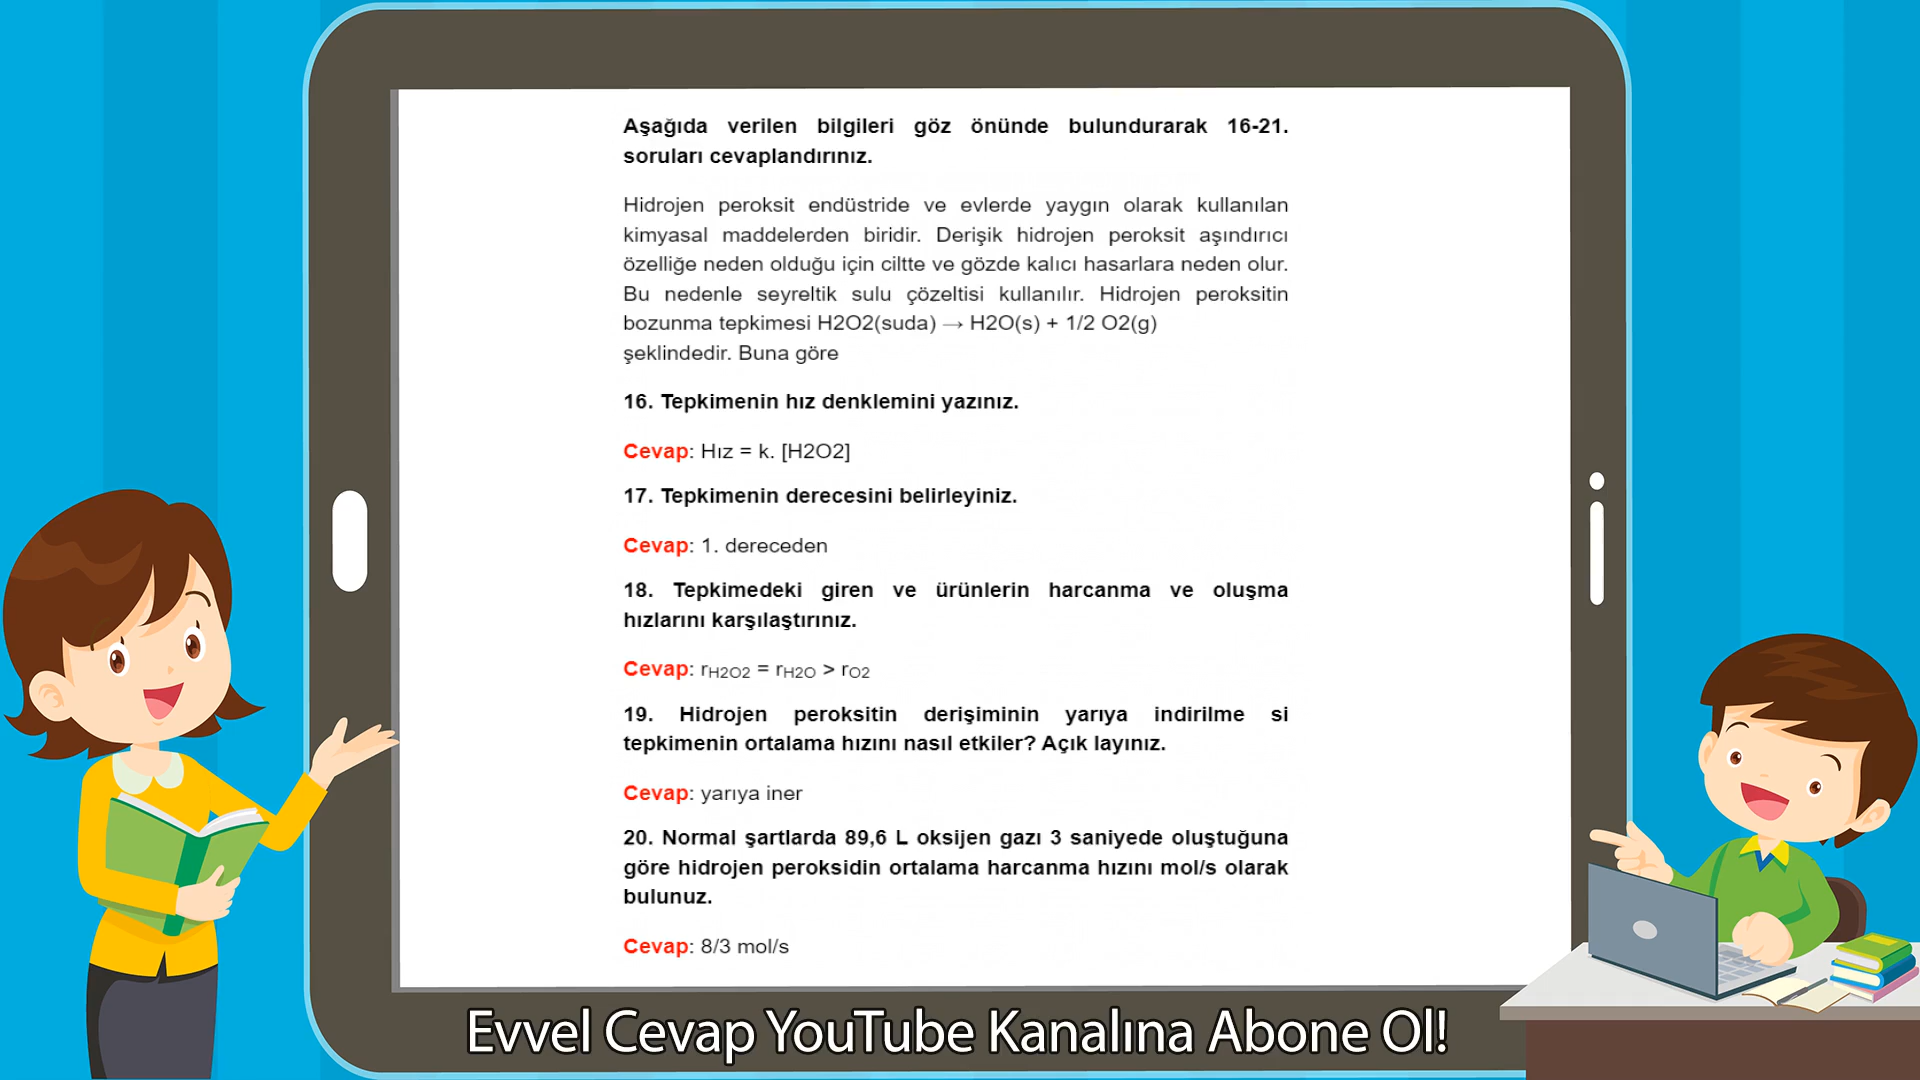 Aşağıda verilen bilgileri göz önünde bulundurarak 16-21.
soruları cevaplandırınız.
Hidrojen peroksit endüstride ve evlerde yaygın olarak kullanılan
kimyasal maddelerden biridir. Derişik hidrojen peroksit aşındırıcı
özelliğe neden olduğu için ciltte ve gözde kalıcı hasarlara neden olur.
Bu nedenle seyreltik sulu çözeltisi kullanılır. Hidrojen peroksitin
bozunma tepkimesi H2O2(suda) → H2O(s) + 1/2 O2(g)
şeklindedir. Buna göre
16. Tepkimenin hız denklemini yazınız.
Cevap: Hız = k. [H2O2]
17. Tepkimenin derecesini belirleyiniz.
Cevap: 1. dereceden
18. Tepkimedeki giren ve ürünlerin harcanma ve oluşma
hızlarını karşılaştırınız.
Cevap: rH2O2 = rH2O > rO2
19. Hidrojen peroksitin derişiminin yarıya indirilme si
tepkimenin ortalama hızını nasıl etkiler? Açık layınız.
Cevap: yarıya iner
20. Normal şartlarda 89,6 L oksijen gazı 3 saniyede oluştuğuna
göre hidrojen peroksidin ortalama harcanma hızını mol/s olarak
bulunuz.
Cevap: 8/3 mol/s
Evvel Cevap YouTube Kanalına Abone Ol!